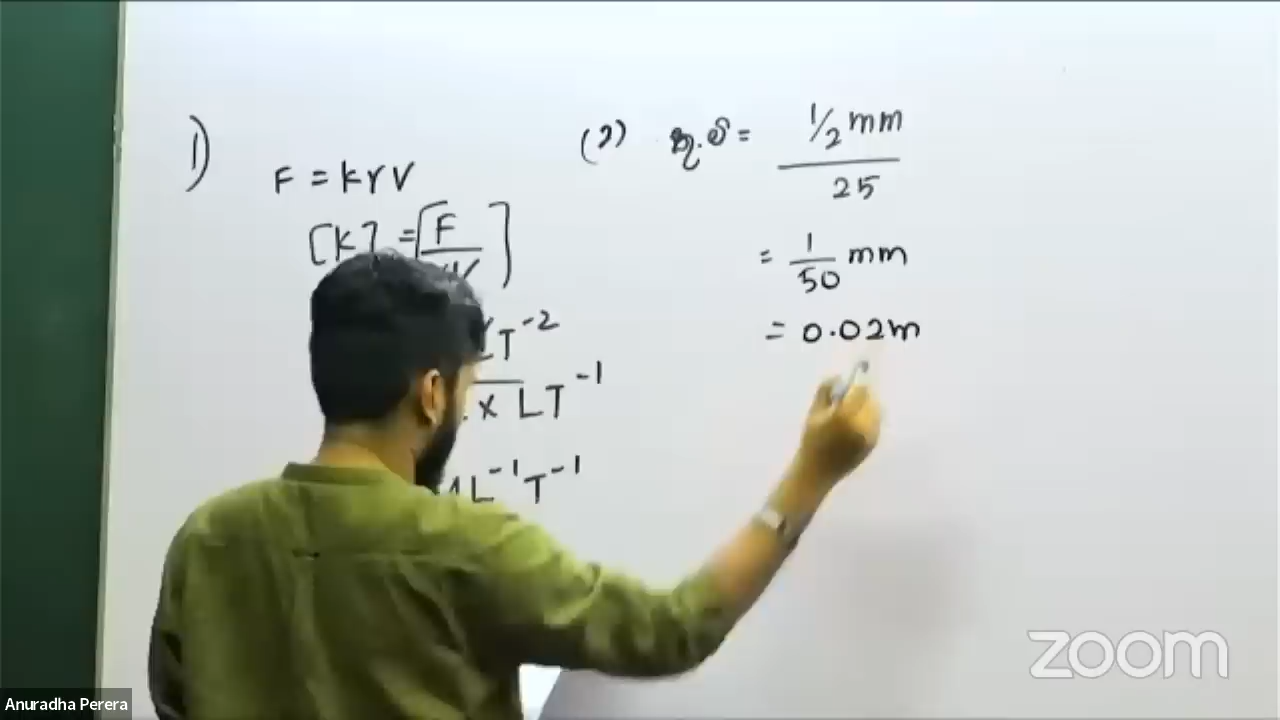 1)
F = krV
[k] = [F
T⁻²
x LT⁻¹
L⁻¹T⁻¹
(2) කු.මි = ½ mm
25
= 1/50 mm
= 0.02m
zoom
Anuradha Perera